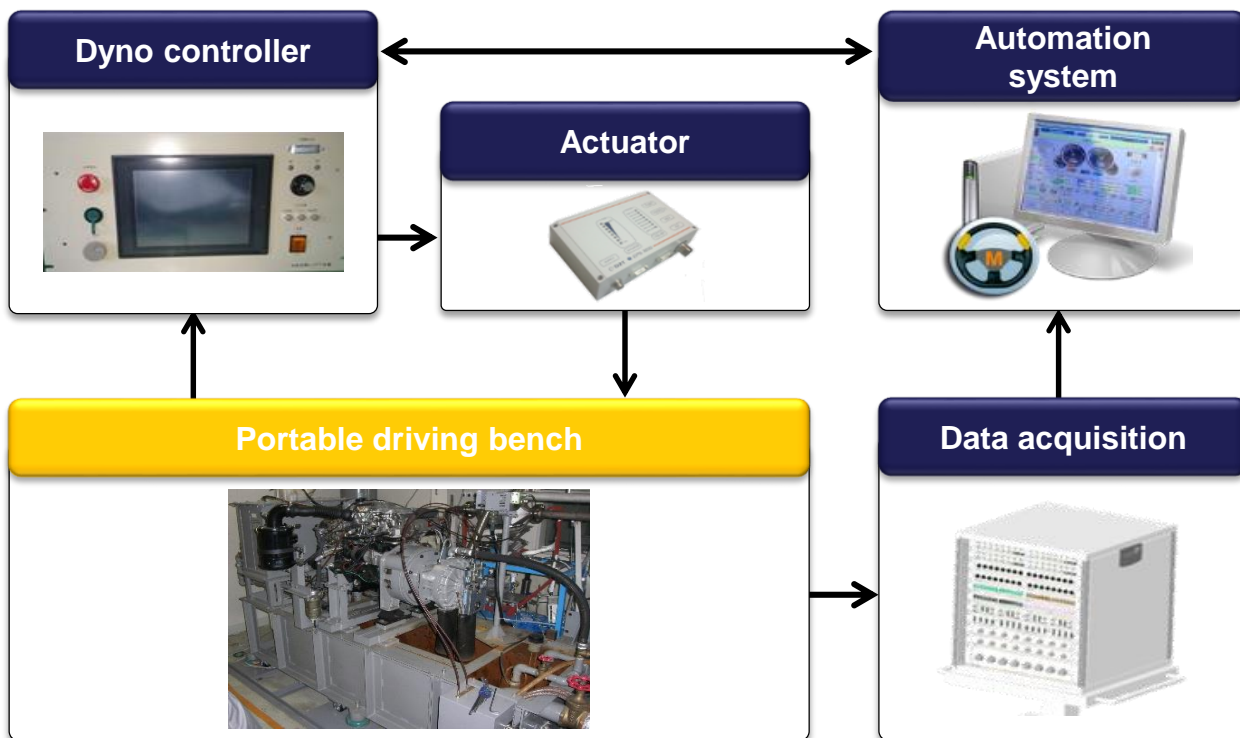 Dyno controller
Automation
system
Actuator
M
Portable driving bench
Data acquisition